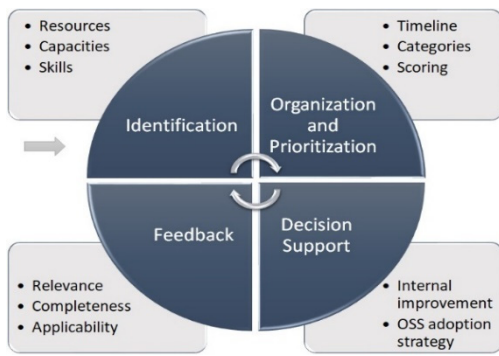 • Resources
• Capacities
• Skills
• Timeline
• Categories
• Scoring
Identification
Organization
and
Prioritization
Feedback
Decision
Support
• Relevance
• Completeness
• Applicability
• Internal
improvement
• OSS adoption
strategy